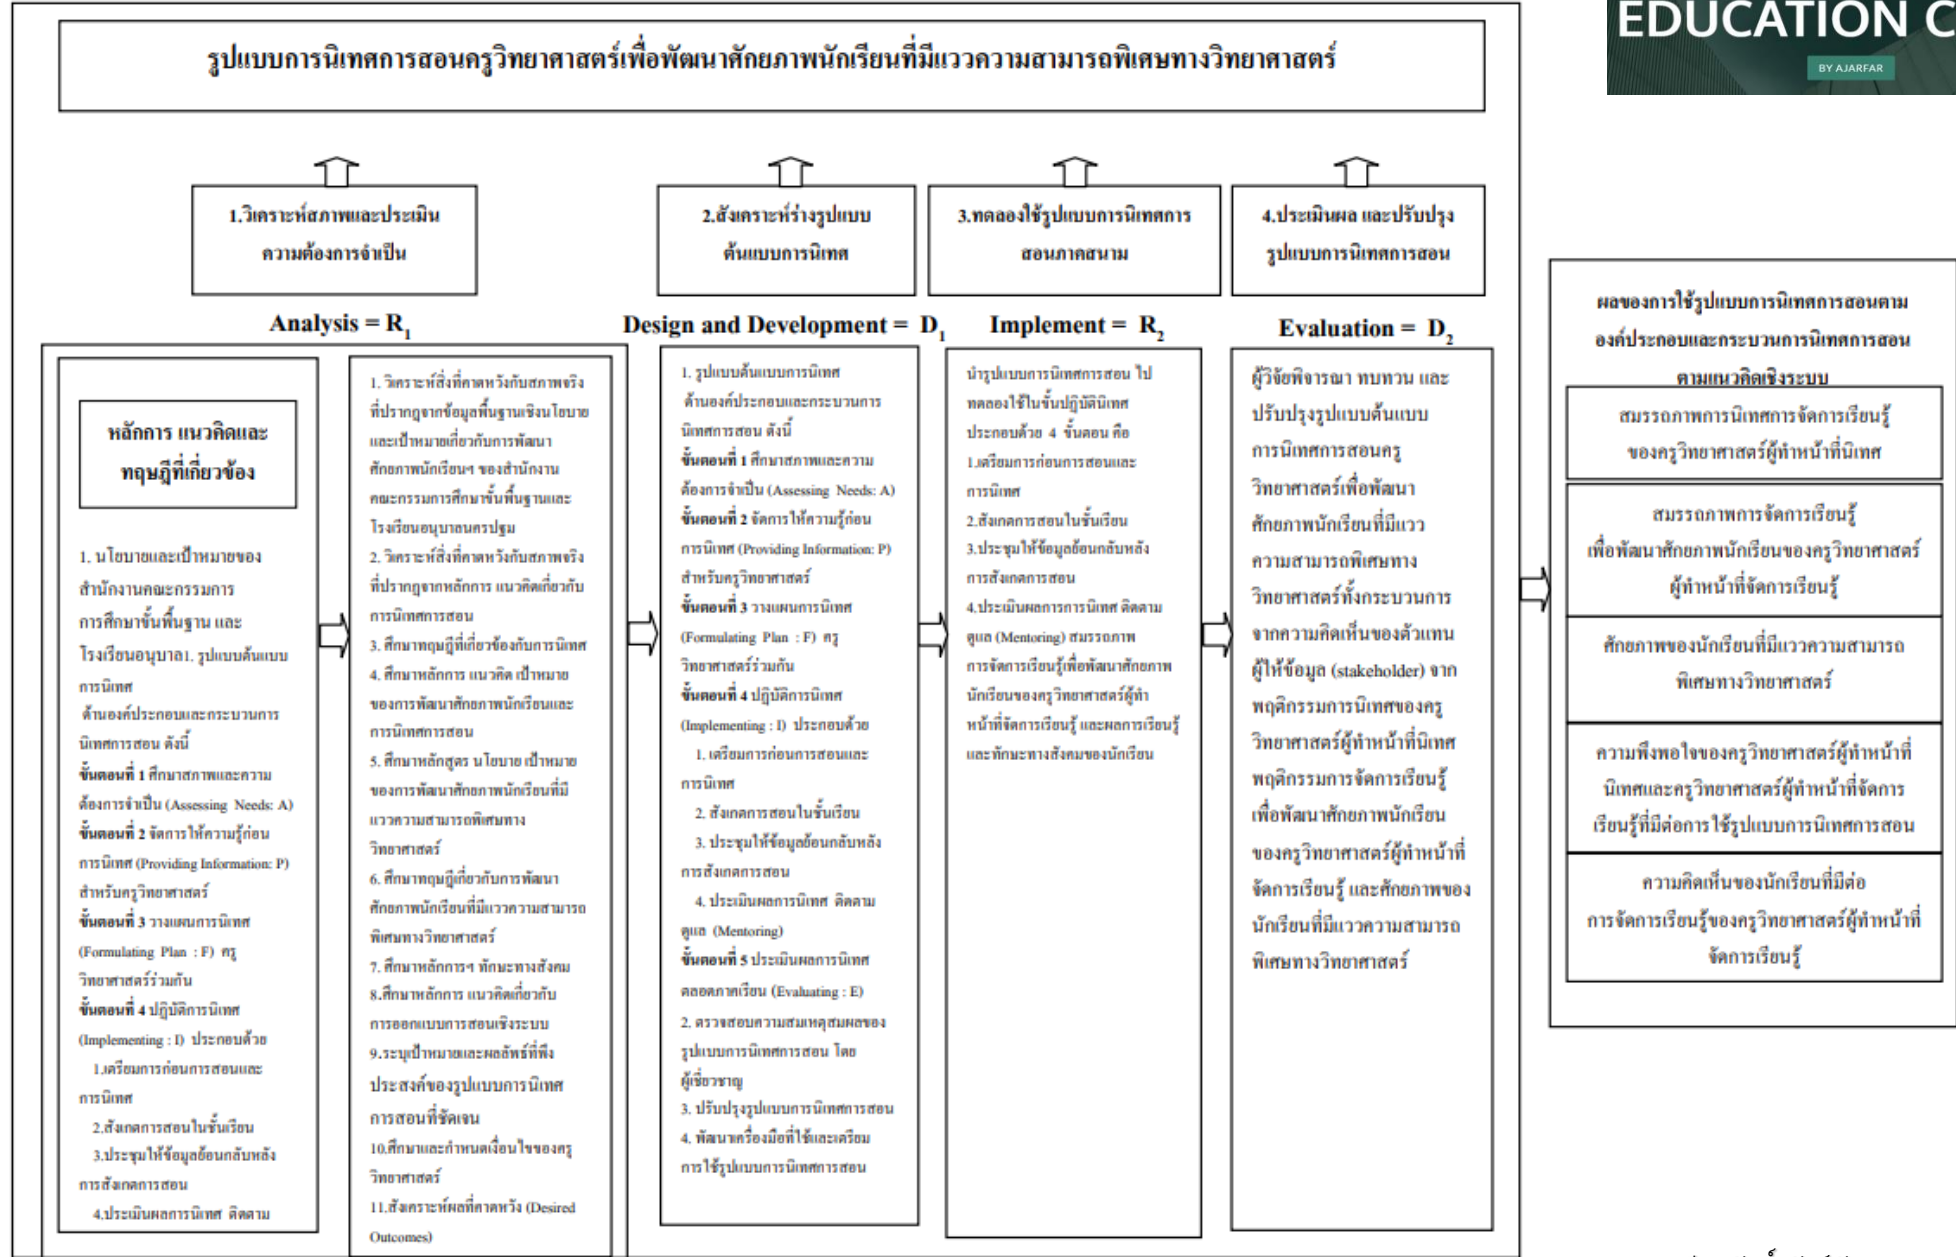 EDUCATION C
BY AJARFAR
รูปแบบการนิเทศการสอนครูวิทยาศาสตร์เพื่อพัฒนาศักยภาพนักเรียนที่มีแววความสามารถพิเศษทางวิทยาศาสตร์
1.วิเคราะห์สภาพและประเมิน
ความต้องการจำเป็น
2.สังเคราะห์ร่างรูปแบบ
ต้นแบบการนิเทศ
3.ทดลองใช้รูปแบบการนิเทศการ
สอนภาคสนาม
4.ประเมินผล และปรับปรุง
รูปแบบการนิเทศการสอน
Analysis = R1
Design and Development = D1
Implement = R2
Evaluation = D2
หลักการ แนวคิดและ
ทฤษฎีที่เกี่ยวข้อง
1. นโยบายและเป้าหมายของ
สำนักงานคณะกรรมการ
การศึกษาขั้นพื้นฐาน และ
โรงเรียนอนุบาล1. รูปแบบต้นแบบ
การนิเทศ
ด้านองค์ประกอบและกระบวนการ
นิเทศการสอน ดังนี้
ขั้นตอนที่ 1 ศึกษาสภาพและความ
ต้องการจำเป็น (Assessing Needs: A)
ขั้นตอนที่ 2 จัดการให้ความรู้ก่อน
การนิเทศ (Providing Information: P)
สำหรับครูวิทยาศาสตร์
ขั้นตอนที่ 3 วางแผนการนิเทศ
(Formulating Plan : F) ครู
วิทยาศาสตร์ร่วมกัน
ขั้นตอนที่ 4 ปฏิบัติการนิเทศ
(Implementing : I) ประกอบด้วย
1.เตรียมการก่อนการสอนและ
การนิเทศ
2.สังเกตการสอนในชั้นเรียน
3.ประชุมให้ข้อมูลย้อนกลับหลัง
การสังเกตการสอน
4.ประเมินผลการนิเทศ ติดตาม
1. วิเคราะห์สิ่งที่คาดหวังกับสภาพจริง
ที่ปรากฏจากข้อมูลพื้นฐานเชิงนโยบาย
และเป้าหมายเกี่ยวกับการพัฒนา
ศักยภาพนักเรียนฯ ของสำนักงาน
คณะกรรมการศึกษาขั้นพื้นฐานและ
โรงเรียนอนุบาลนครปฐม
2. วิเคราะห์สิ่งที่คาดหวังกับสภาพจริง
ที่ปรากฏจากหลักการ แนวคิดเกี่ยวกับ
การนิเทศการสอน
3. ศึกษาทฤษฎีที่เกี่ยวข้องกับการนิเทศ
4. ศึกษาหลักการ แนวคิด เป้าหมาย
ของการพัฒนาศักยภาพนักเรียนและ
การนิเทศการสอน
5. ศึกษาหลักสูตร นโยบาย เป้าหมาย
ของการพัฒนาศักยภาพนักเรียนที่มี
แววความสามารถพิเศษทาง
วิทยาศาสตร์
6. ศึกษาทฤษฎีเกี่ยวกับการพัฒนา
ศักยภาพนักเรียนที่มีแววความสามารถ
พิเศษทางวิทยาศาสตร์
7. ศึกษาหลักการฯ ทักษะทางสังคม
8.ศึกษาหลักการ แนวคิดเกี่ยวกับ
การออกแบบการสอนเชิงระบบ
9.ระบุเป้าหมายและผลลัพธ์ที่พึง
ประสงค์ของรูปแบบการนิเทศ
การสอนที่ชัดเจน
10.ศึกษาและกำหนดเงื่อนไขของครู
วิทยาศาสตร์
11.สังเคราะห์ผลที่คาดหวัง (Desired
Outcomes)
1. รูปแบบต้นแบบการนิเทศ
ด้านองค์ประกอบและกระบวนการ
นิเทศการสอน ดังนี้
ขั้นตอนที่ 1 ศึกษาสภาพและความ
ต้องการจำเป็น (Assessing Needs: A)
ขั้นตอนที่ 2 จัดการให้ความรู้ก่อน
การนิเทศ (Providing Information: P)
สำหรับครูวิทยาศาสตร์
ขั้นตอนที่ 3 วางแผนการนิเทศ
(Formulating Plan : F) ครู
วิทยาศาสตร์ร่วมกัน
ขั้นตอนที่ 4 ปฏิบัติการนิเทศ
(Implementing : I) ประกอบด้วย
1. เตรียมการก่อนการสอนและ
การนิเทศ
2. สังเกตการสอนในชั้นเรียน
3. ประชุมให้ข้อมูลย้อนกลับหลัง
การสังเกตการสอน
4. ประเมินผลการนิเทศ ติดตาม
ดูแล (Mentoring)
ขั้นตอนที่ 5 ประเมินผลการนิเทศ
ตลอดภาคเรียน (Evaluating : E)
2. ตรวจสอบความสมเหตุสมผลของ
รูปแบบการนิเทศการสอน โดย
ผู้เชี่ยวชาญ
3. ปรับปรุงรูปแบบการนิเทศการสอน
4. พัฒนาเครื่องมือที่ใช้และเตรียม
การใช้รูปแบบการนิเทศการสอน
นำรูปแบบการนิเทศการสอน ไป
ทดลองใช้ในขั้นปฏิบัตินิเทศ
ประกอบด้วย 4 ขั้นตอน คือ
1.เตรียมการก่อนการสอนและ
การนิเทศ
2.สังเกตการสอนในชั้นเรียน
3.ประชุมให้ข้อมูลย้อนกลับหลัง
การสังเกตการสอน
4.ประเมินผลการการนิเทศ ติดตาม
ดูแล (Mentoring) สมรรถภาพ
การจัดการเรียนรู้เพื่อพัฒนาศักยภาพ
นักเรียนของครูวิทยาศาสตร์ผู้ทำ
หน้าที่จัดการเรียนรู้ และผลการเรียนรู้
และทักษะทางสังคมของนักเรียน
ผู้วิจัยพิจารณา ทบทวน และ
ปรับปรุงรูปแบบต้นแบบ
การนิเทศการสอนครู
วิทยาศาสตร์เพื่อพัฒนา
ศักยภาพนักเรียนที่มีแวว
ความสามารถพิเศษทาง
วิทยาศาสตร์ทั้งกระบวนการ
จากความคิดเห็นของตัวแทน
ผู้ให้ข้อมูล (stakeholder) จาก
พฤติกรรมการนิเทศของครู
วิทยาศาสตร์ผู้ทำหน้าที่นิเทศ
พฤติกรรมการจัดการเรียนรู้
เพื่อพัฒนาศักยภาพนักเรียน
ของครูวิทยาศาสตร์ผู้ทำหน้าที่
จัดการเรียนรู้ และศักยภาพของ
นักเรียนที่มีแววความสามารถ
พิเศษทางวิทยาศาสตร์
ผลของการใช้รูปแบบการนิเทศการสอนตาม
องค์ประกอบและกระบวนการนิเทศการสอน
ตามแนวคิดเชิงระบบ
สมรรถภาพการนิเทศการจัดการเรียนรู้
ของครูวิทยาศาสตร์ผู้ทำหน้าที่นิเทศ
สมรรถภาพการจัดการเรียนรู้
เพื่อพัฒนาศักยภาพนักเรียนของครูวิทยาศาสตร์
ผู้ทำหน้าที่จัดการเรียนรู้
ศักยภาพของนักเรียนที่มีแววความสามารถ
พิเศษทางวิทยาศาสตร์
ความพึงพอใจของครูวิทยาศาสตร์ผู้ทำหน้าที่
นิเทศและครูวิทยาศาสตร์ผู้ทำหน้าที่จัดการ
เรียนรู้ที่มีต่อการใช้รูปแบบการนิเทศการสอน
ความคิดเห็นของนักเรียนที่มีต่อ
การจัดการเรียนรู้ของครูวิทยาศาสตร์ผู้ทำหน้าที่
จัดการเรียนรู้